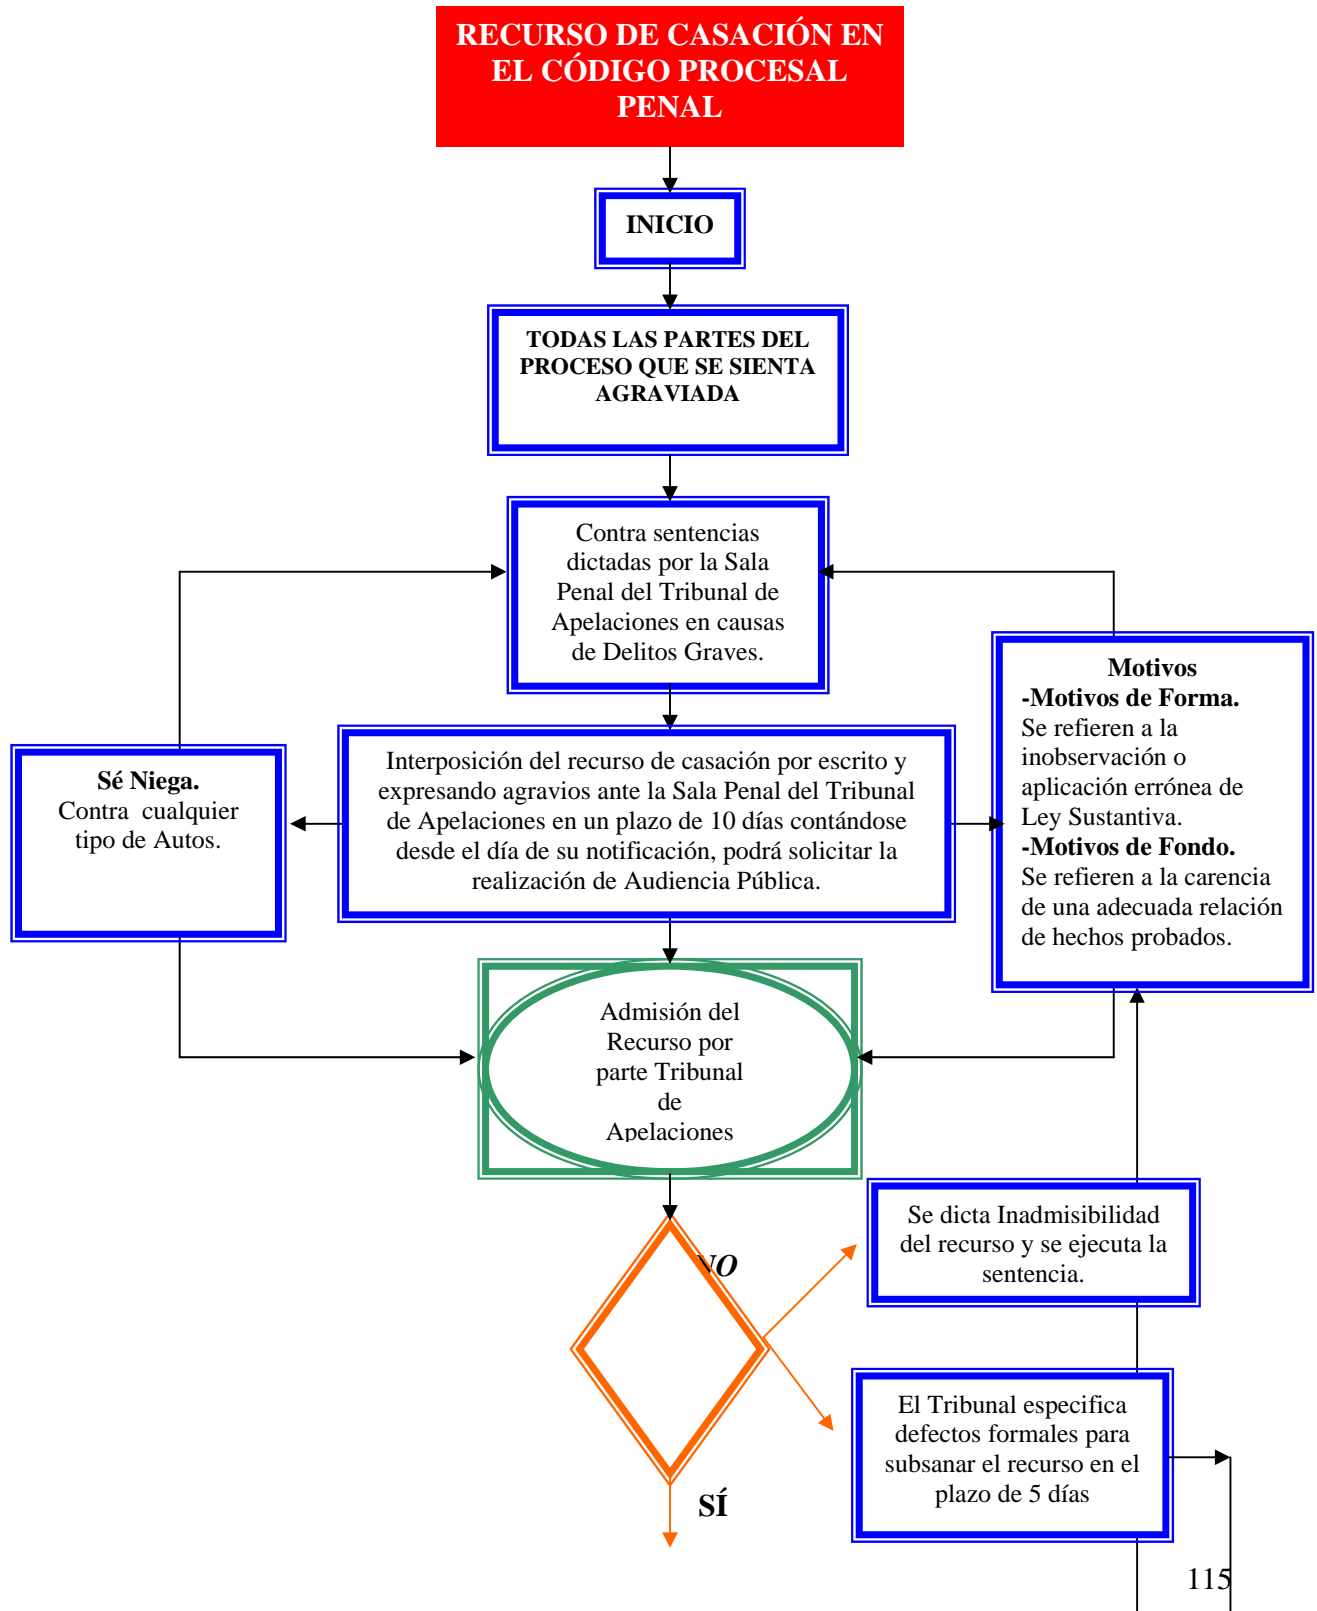 RECURSO DE CASACIÓN EN
EL CÓDIGO PROCESAL
PENAL
INICIO
TODAS LAS PARTES DEL
PROCESO QUE SE SIENTA
AGRAVIADA
Contra sentencias
dictadas por la Sala
Penal del Tribunal de
Apelaciones en causas
de Delitos Graves.
Motivos
-Motivos de Forma.
Se refieren a la
inobservación o
aplicación errónea de
Ley Sustantiva.
-Motivos de Fondo.
Se refieren a la carencia
de una adecuada relación
de hechos probados.
Sé Niega.
Contra cualquier
tipo de Autos.
Interposición del recurso de casación por escrito y
expresando agravios ante la Sala Penal del Tribunal
de Apelaciones en un plazo de 10 días contándose
desde el día de su notificación, podrá solicitar la
realización de Audiencia Pública.
Admisión del
Recurso por
parte Tribunal
de
Apelaciones
NO
Se dicta Inadmisibilidad
del recurso y se ejecuta la
sentencia.
El Tribunal especifica
defectos formales para
subsanar el recurso en el
plazo de 5 días
SÍ
115